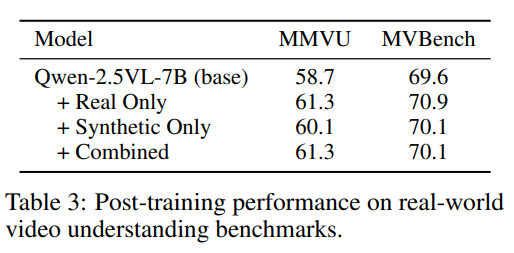 Model MMVU MVBench
Qwen-2.5VL-7B (base) 58.7 69.6
+ Real Only 61.3 70.9
+ Synthetic Only 60.1 70.1
+ Combined 61.3 70.1
Table 3: Post-training performance on real-world
video understanding benchmarks.